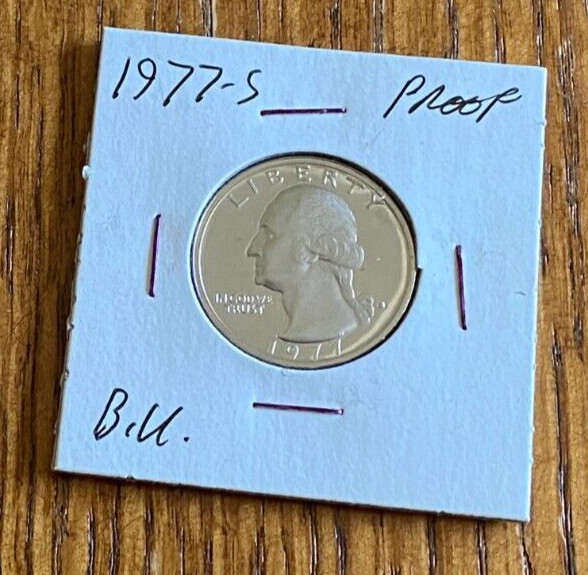 1977-S PROOF
LIBERTY
IN GOD WE
TRUST
S
1977
B.U.